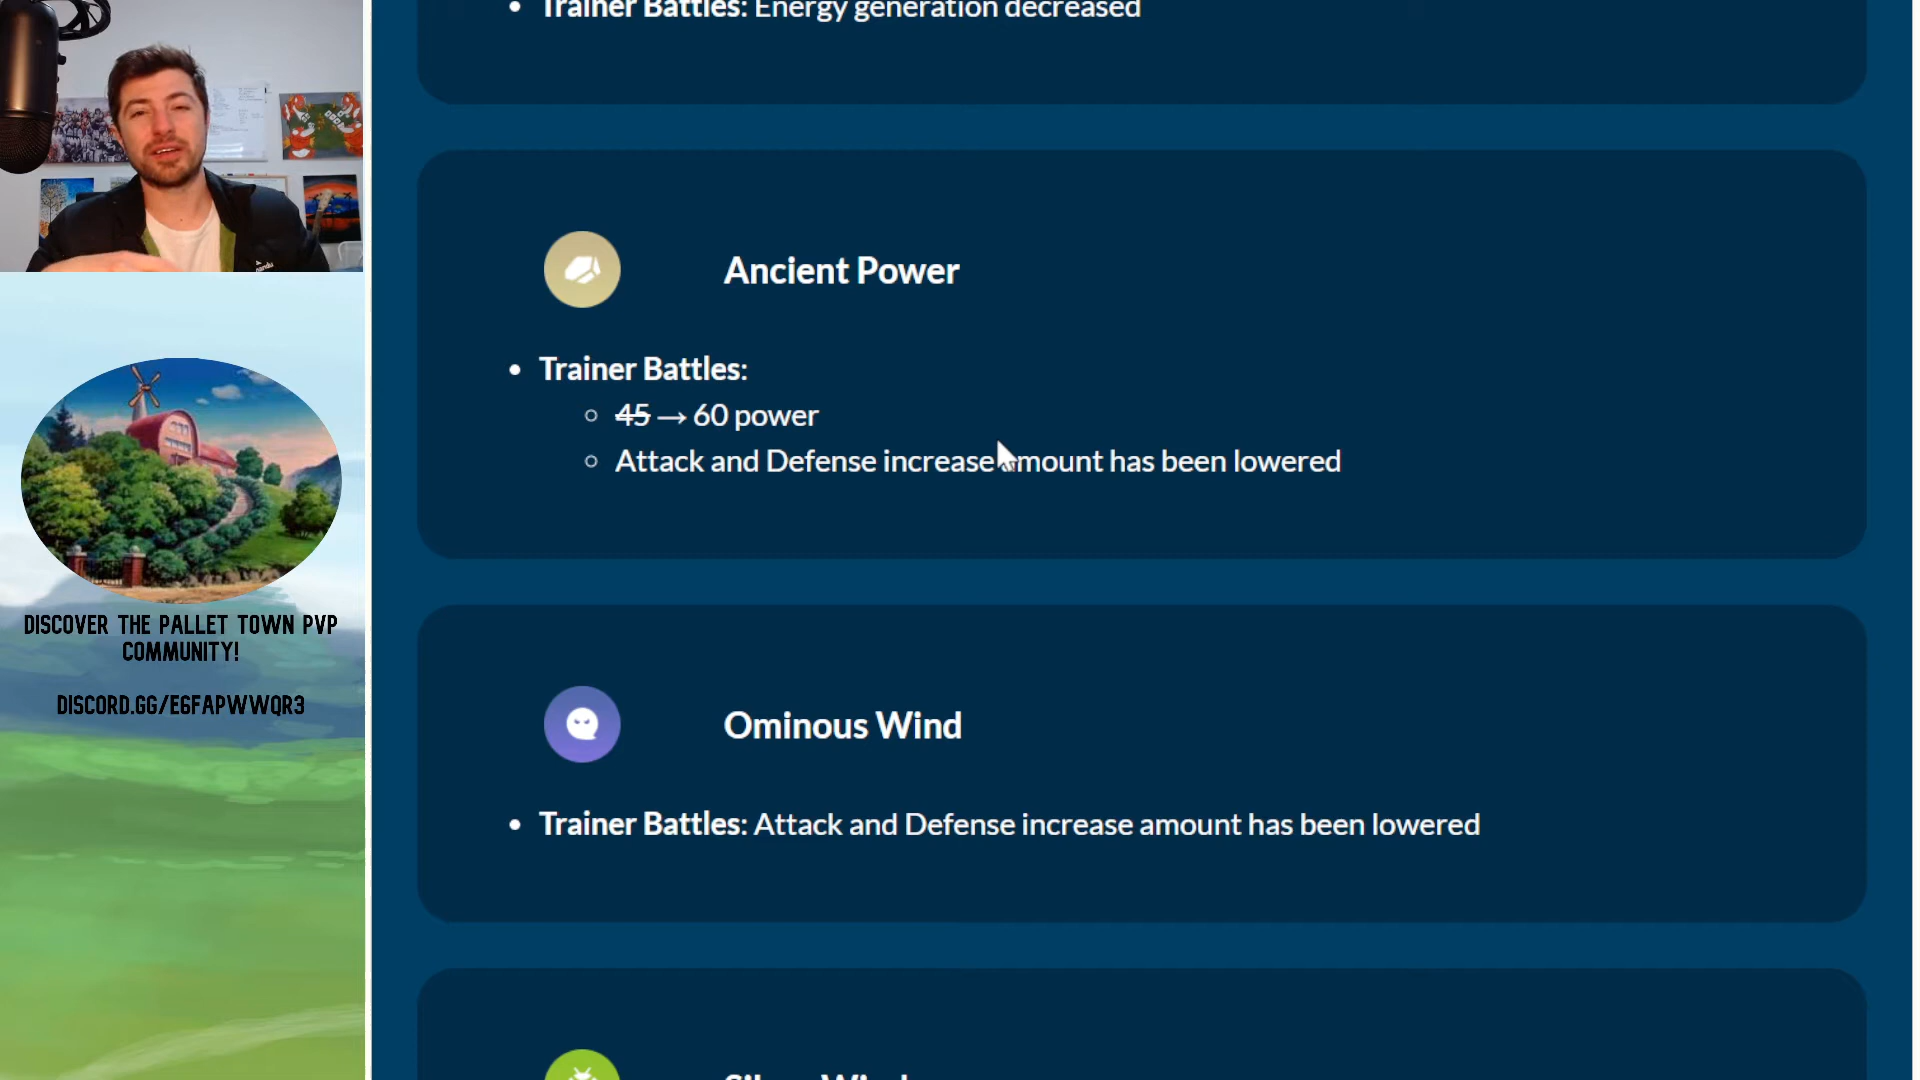 Trainer Battles: Energy generation decreased
Ancient Power
Trainer Battles:
45 → 60 power
Attack and Defense increase amount has been lowered
Ominous Wind
Trainer Battles: Attack and Defense increase amount has been lowered
DISCOVER THE PALLET TOWN PVP
COMMUNITY!
DISCORD.GG/E6FAPWWQR3